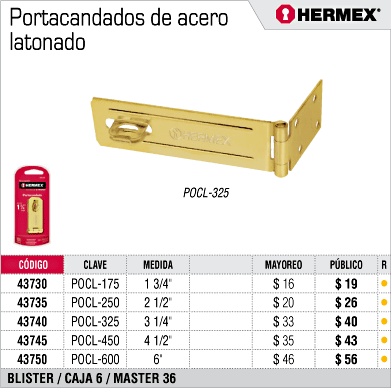 Portacandados de acero
latonado
HERMEX®
HERMEX
POCL-325
HERMEX
CÓDIGO CLAVE MEDIDA MAYOREO PÚBLICO R
43730 POCL-175 1 3/4" $ 16 $ 19
43735 POCL-250 2 1/2" $ 20 $ 26
43740 POCL-325 3 1/4" $ 33 $ 40
43745 POCL-450 4 1/2" $ 35 $ 43
43750 POCL-600 6" $ 46 $ 56
BLISTER / CAJA 6 / MASTER 36